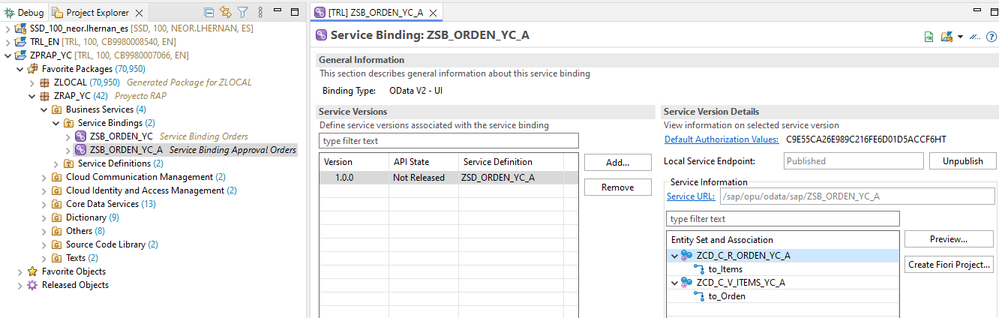 Debug
Project Explorer
SSD_100_neor.lhernan_es [SSD, 100, NEOR.LHERNAN, ES]
TRL_EN [TRL, 100, CB9980008540, EN]
ZPRAP_YC [TRL, 100, CB9980007066, EN]
Favorite Packages (70,950)
ZLOCAL (70,950) Generated Package for ZLOCAL
ZRAP_YC (42) Proyecto RAP
Business Services (4)
Service Bindings (2)
ZSB_ORDEN_YC Service Binding Orders
ZSB_ORDEN_YC_A Service Binding Approval Orders
Service Definitions (2)
Cloud Communication Management (2)
Cloud Identity and Access Management (2)
Core Data Services (13)
Dictionary (9)
Others (8)
Source Code Library (2)
Texts (2)
Favorite Objects
Released Objects
[TRL] ZSB_ORDEN_YC_A
Service Binding: ZSB_ORDEN_YC_A
General Information
This section describes general information about this service binding
Binding Type: OData V2 - UI
Service Versions
Define service versions associated with the service binding
type filter text
Version API State Service Definition
1.0.0 Not Released ZSD_ORDEN_YC_A
Add...
Remove
Service Version Details
View information on selected service version
Default Authorization Values: C9E55CA26E989C216FE6D01D5ACCF6HT
Local Service Endpoint: Published Unpublish
Service Information
Service URL: /sap/opu/odata/sap/ZSB_ORDEN_YC_A
type filter text
Entity Set and Association
ZCD_C_R_ORDEN_YC_A
to_Items
ZCD_C_V_ITEMS_YC_A
to_Orden
Preview...
Create Fiori Project...